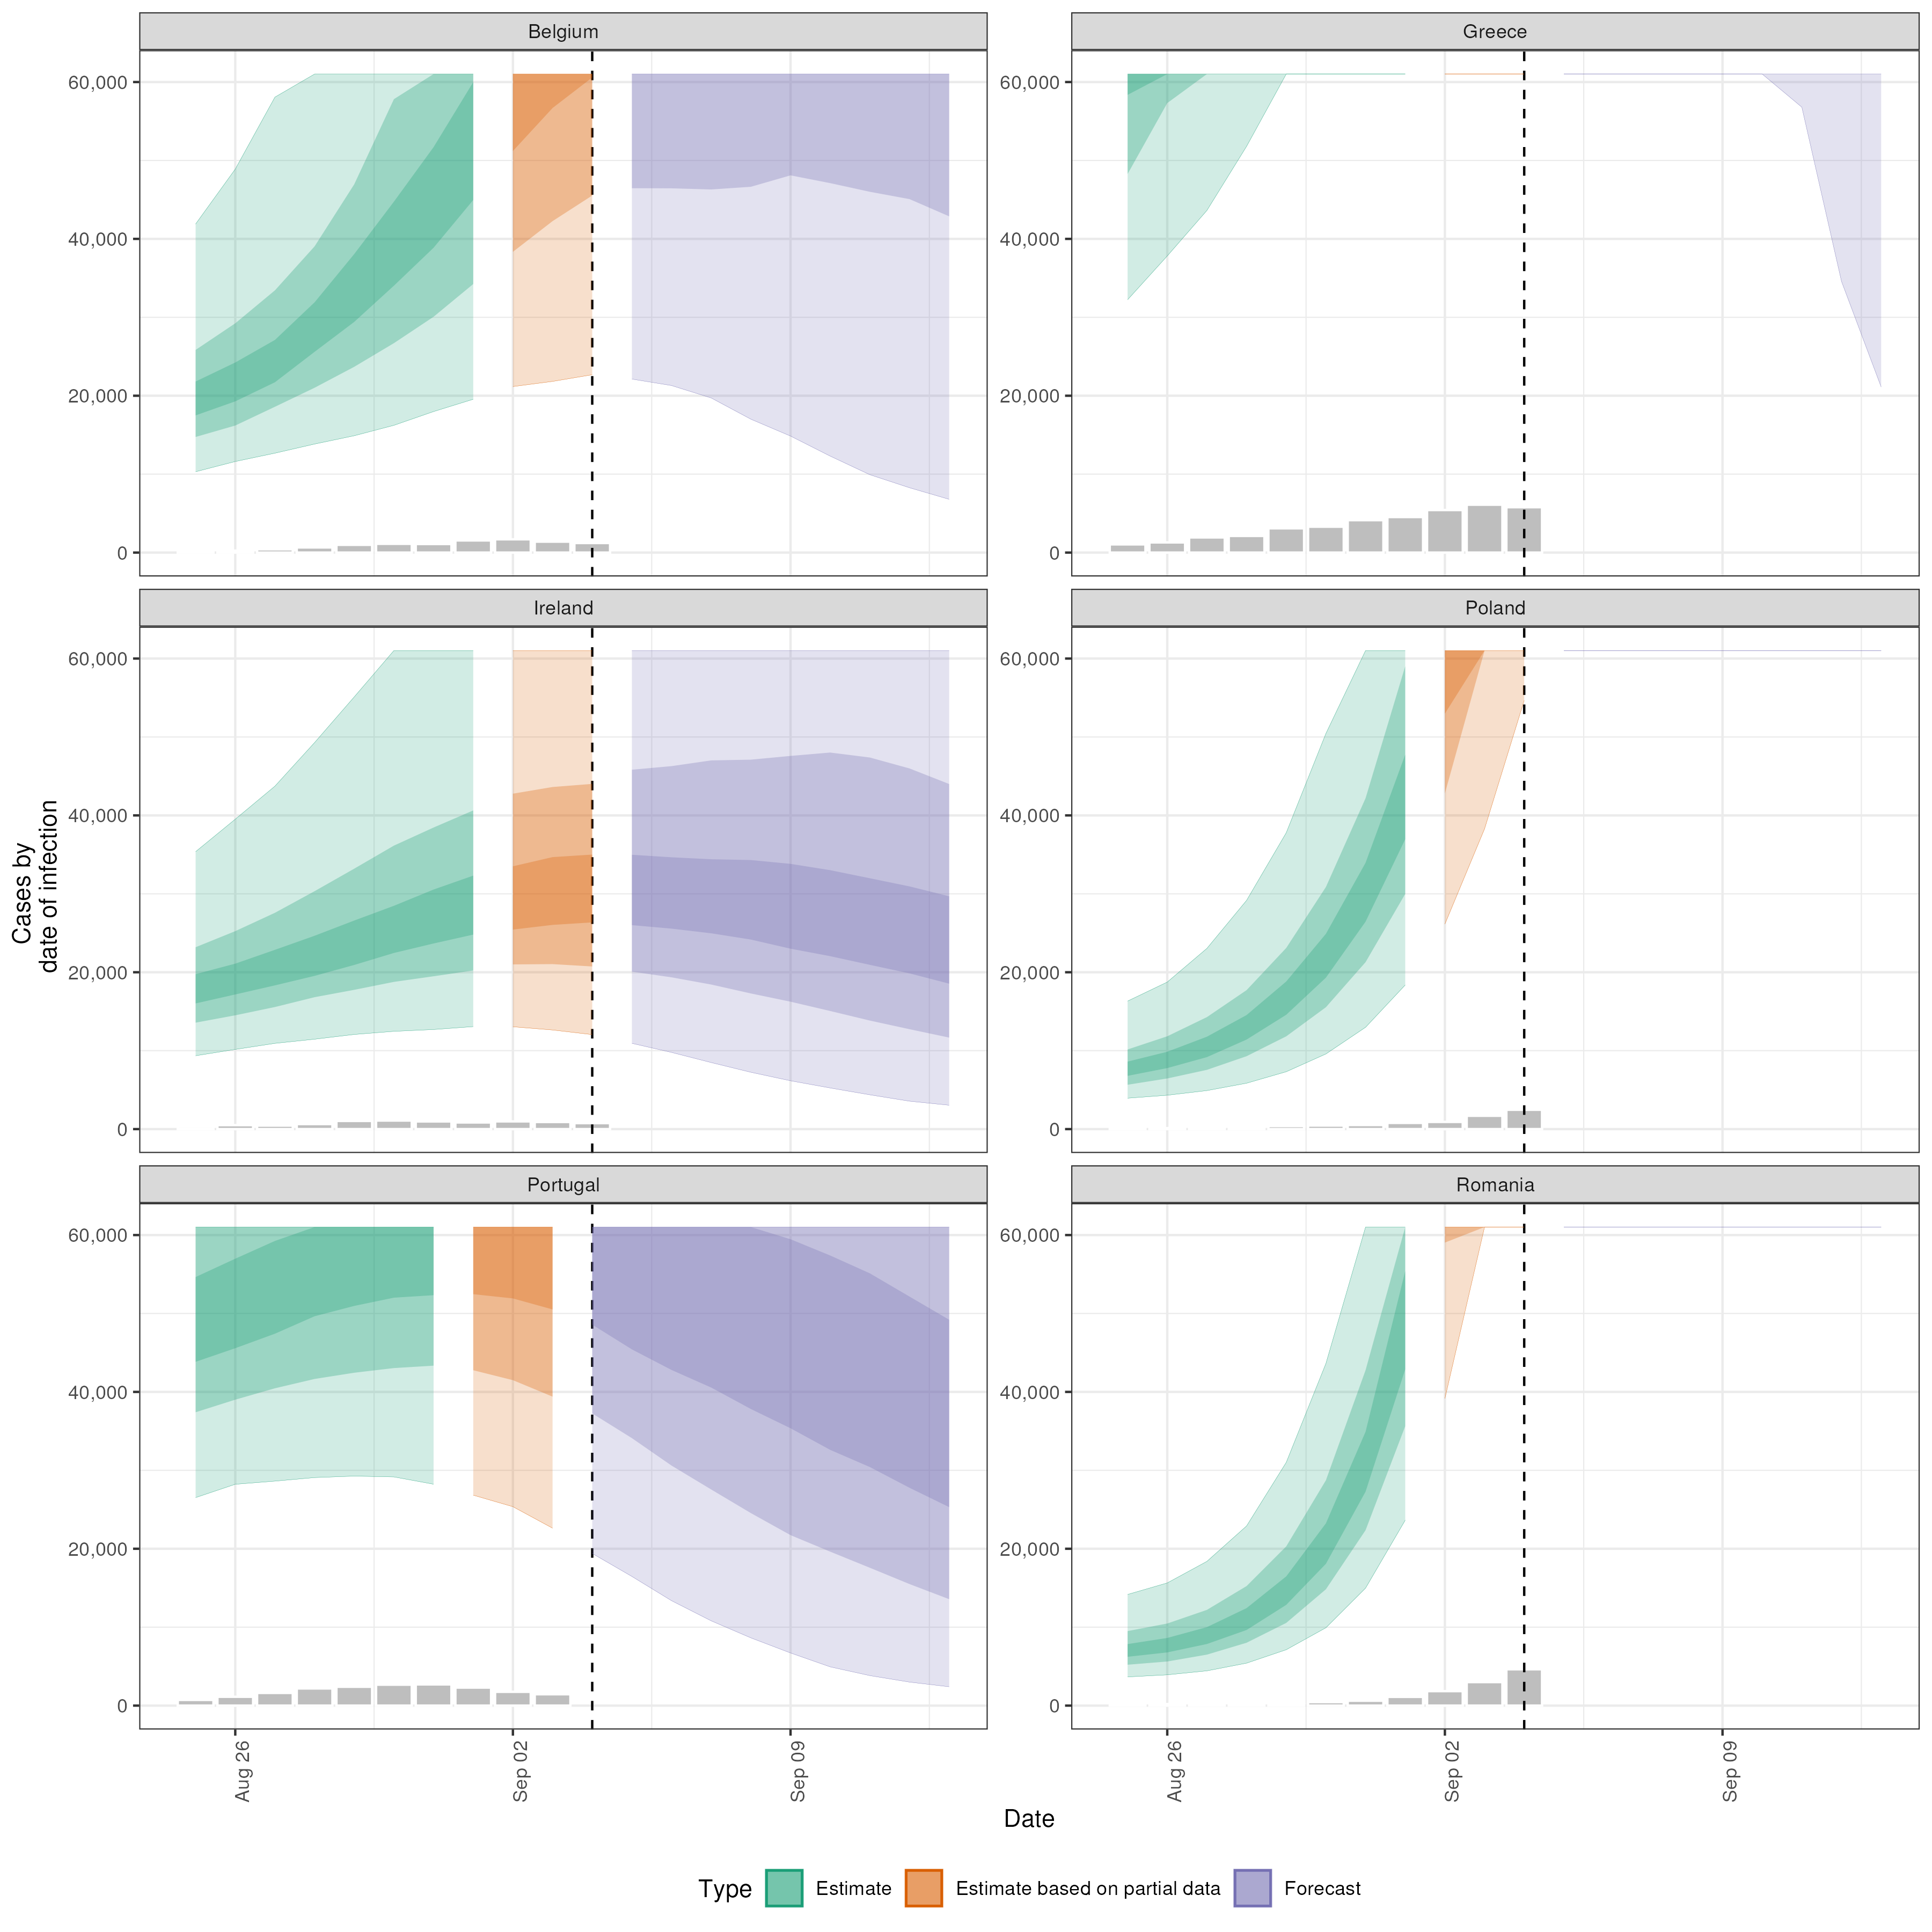 Belgium
Greece
60,000
40,000
20,000
0
60,000
40,000
20,000
0
Ireland
Poland
60,000
40,000
20,000
0
60,000
40,000
20,000
0
Cases by
date of infection
Portugal
Romania
60,000
40,000
20,000
0
60,000
40,000
20,000
0
Aug 26
Sep 02
Sep 09
Aug 26
Sep 02
Sep 09
Date
Type
Estimate
Estimate based on partial data
Forecast